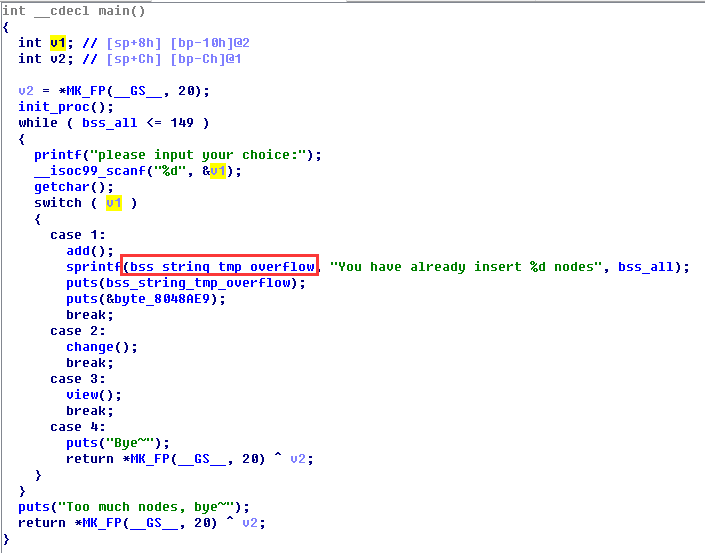 int __cdecl main()
{
  int v1; // [sp+8h] [bp-10h]@2
  int v2; // [sp+Ch] [bp-Ch]@1

  v2 = *MK_FP(__GS__, 20);
  init_proc();
  while ( bss_all <= 149 )
  {
    printf("please input your choice:");
    __isoc99_scanf("%d", &v1);
    getchar();
    switch ( v1 )
    {
      case 1:
        add();
        sprintf(bss_string_tmp_overflow, "You have already insert %d nodes", bss_all);
        puts(bss_string_tmp_overflow);
        puts(&byte_8048AE9);
        break;
      case 2:
        change();
        break;
      case 3:
        view();
        break;
      case 4:
        puts("Bye~");
        return *MK_FP(__GS__, 20) ^ v2;
    }
  }
  puts("Too much nodes, bye~");
  return *MK_FP(__GS__, 20) ^ v2;
}